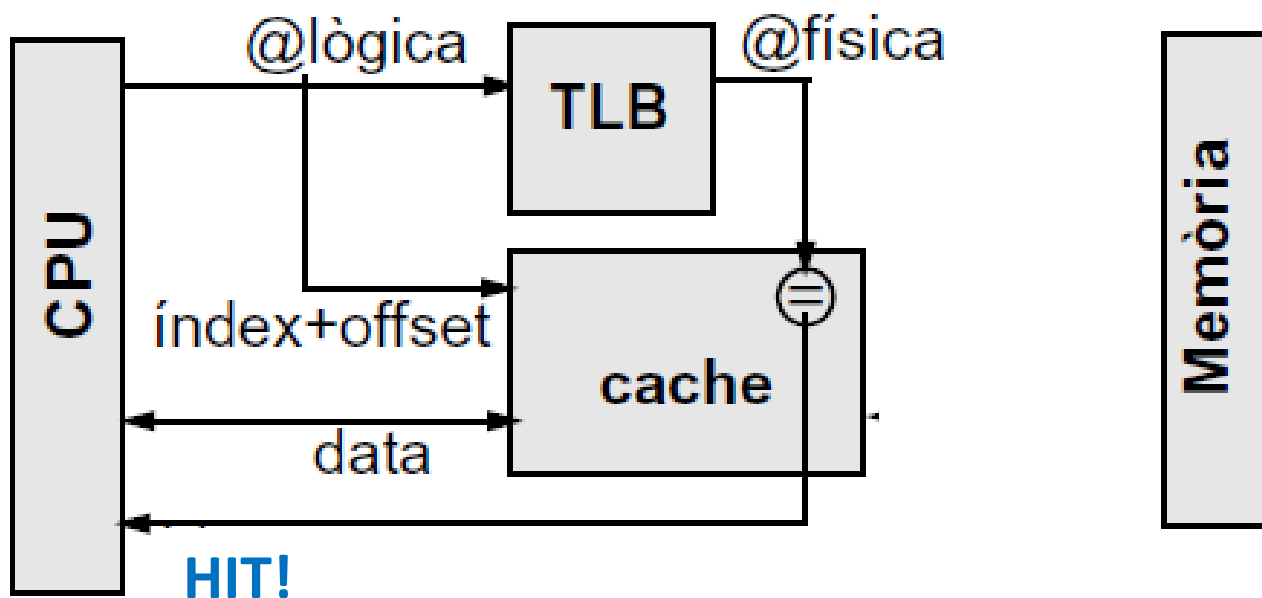 @lògica
@física
TLB
CPU
Memòria
índex+offset
cache
data
HIT!